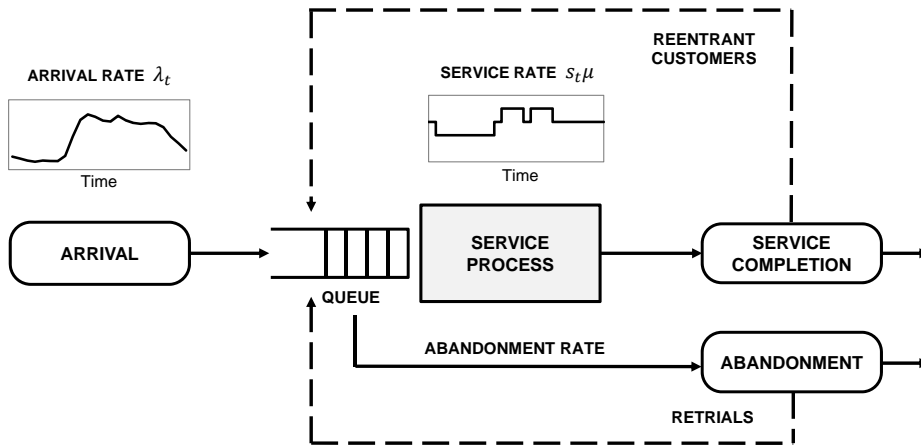 REENTRANT
CUSTOMERS
ARRIVAL RATE λ_t
SERVICE RATE s_tμ
Time
Time
ARRIVAL
SERVICE
PROCESS
SERVICE
COMPLETION
QUEUE
ABANDONMENT RATE
ABANDONMENT
RETRIALS